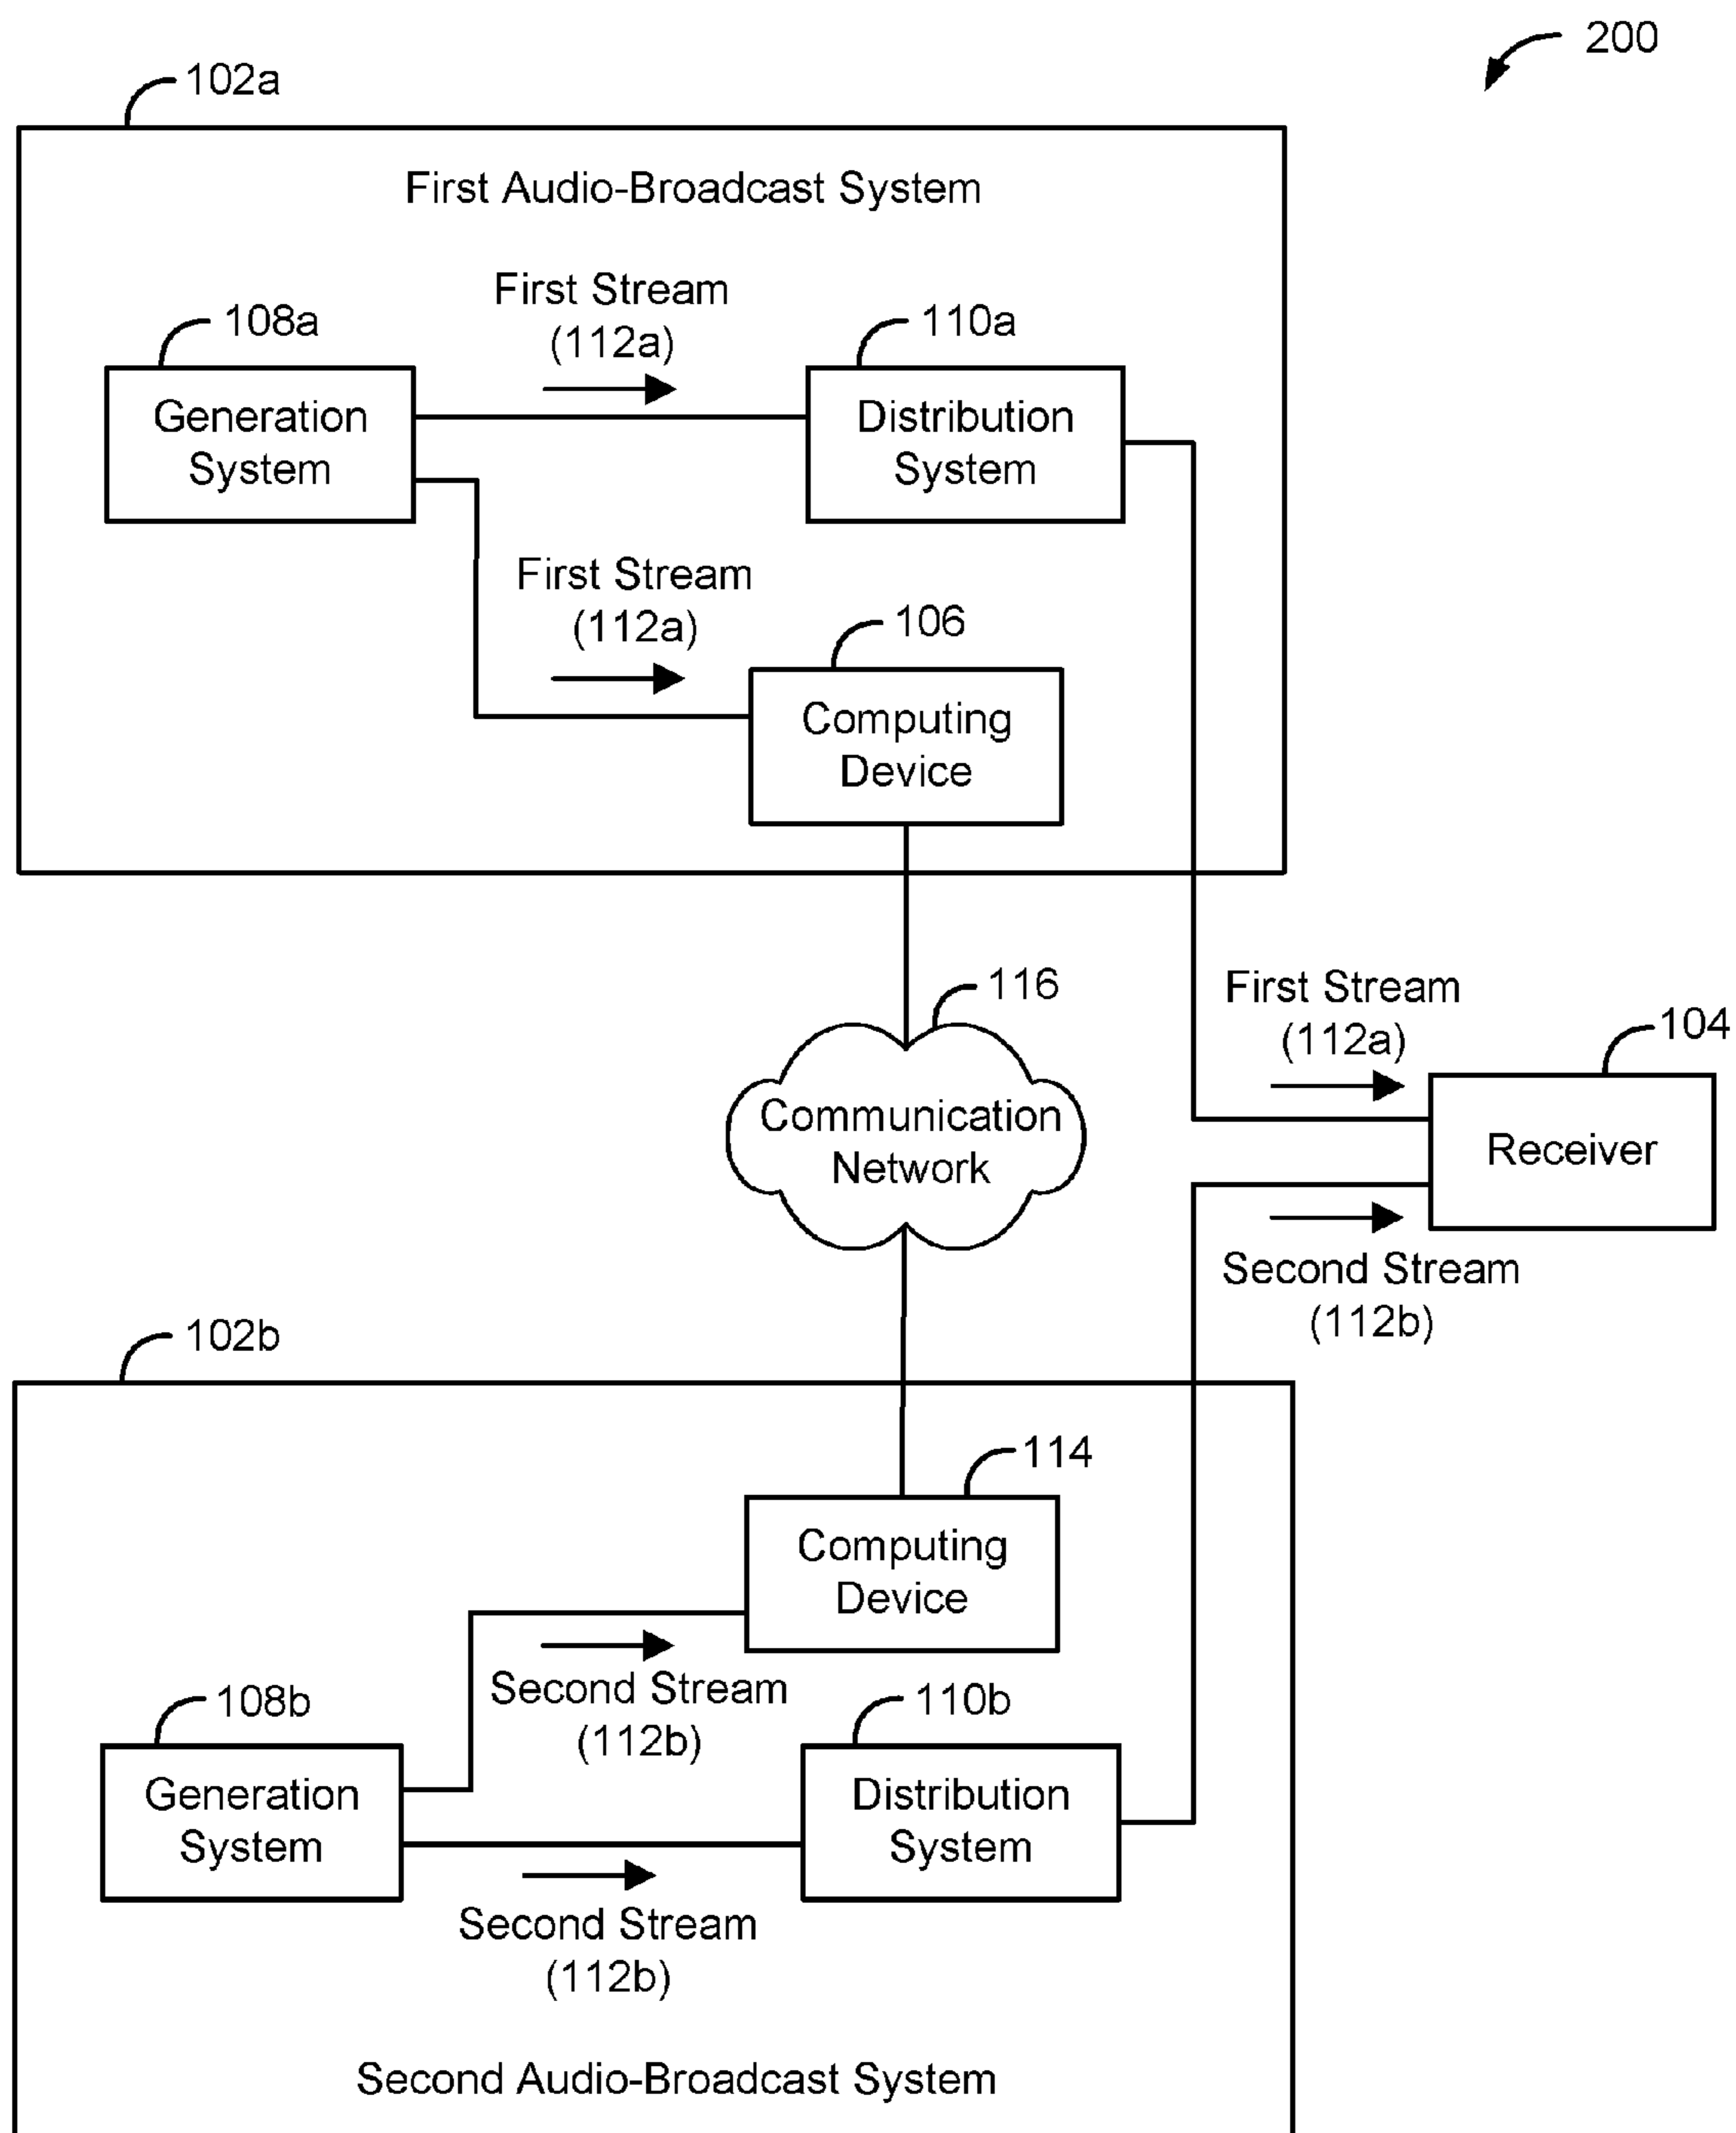 200
102a
First Audio-Broadcast System
First Stream
(112a)
108a
110a
Generation
System
Distribution
System
First Stream
(112a)
106
Computing
Device
116
Communication
Network
First Stream
(112a)
104
Receiver
Second Stream
(112b)
102b
114
Computing
Device
Second Stream
(112b)
108b
110b
Generation
System
Distribution
System
Second Stream
(112b)
Second Audio-Broadcast System